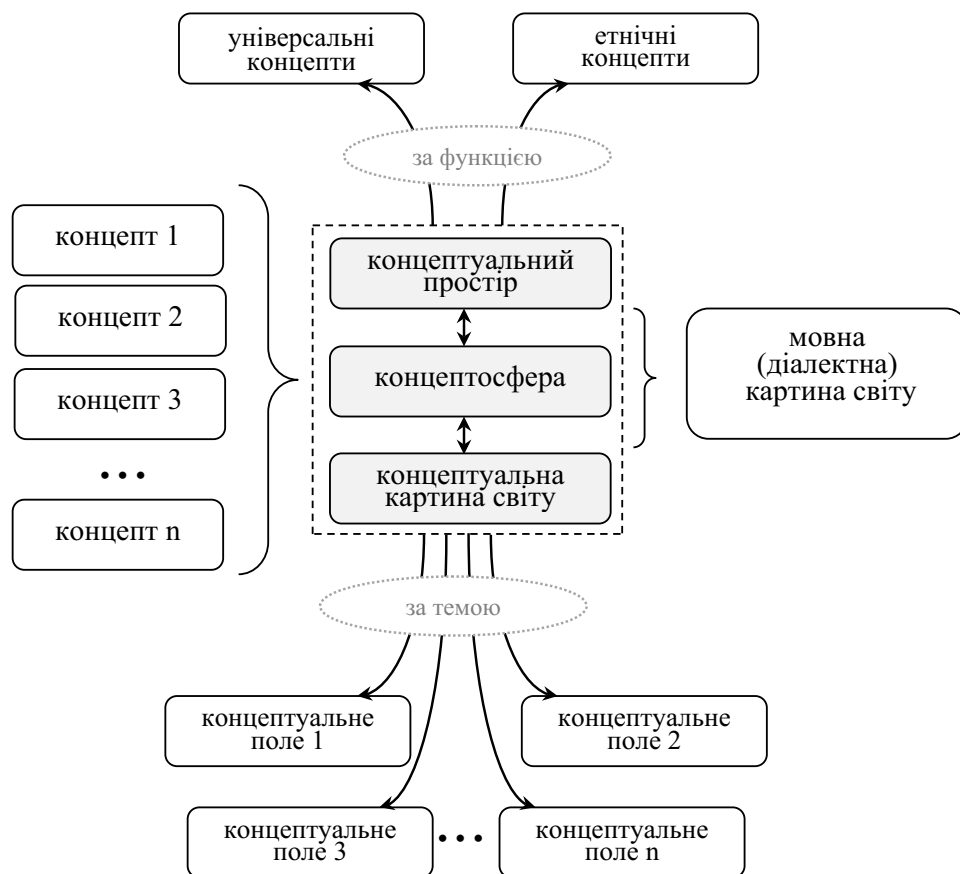 універсальні
концепти
етнічні
концепти
за функцією
концепт 1
концепт 2
концепт 3
...
концепт n
концептуальний
простір
концептосфера
концептуальна
картина світу
мовна
(діалектна)
картина світу
за темою
концептуальне
поле 1
концептуальне
поле 2
концептуальне
поле 3
...
концептуальне
поле n